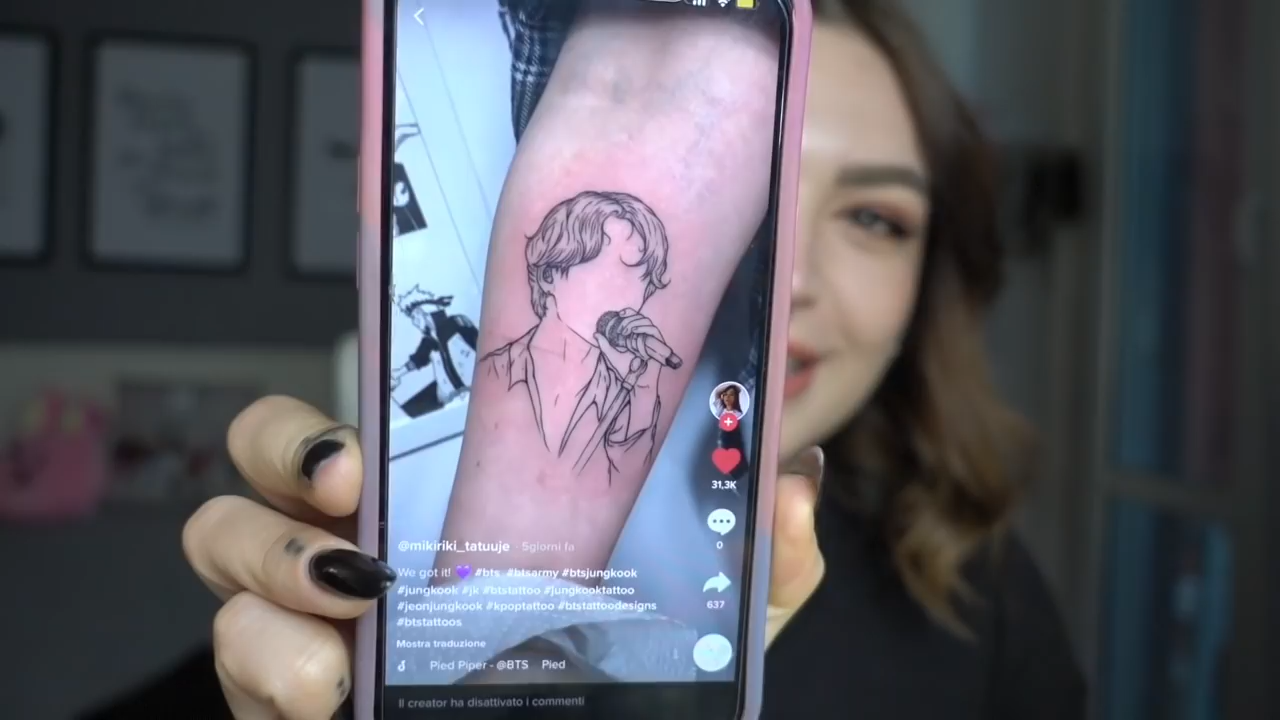 31,3K
0
637
@mikiriki_tatuuje · 5giorni fa
We got it! 💜 #bts #btsarmy #btsjungkook
#jungkook #jk #btstattoo #jungkooktattoo
#jeonjungkook #kpoptattoo #btstattoodesigns
#btstattoos
Mostra traduzione
Pied Piper - @BTS Pied
Il creator ha disattivato i commenti